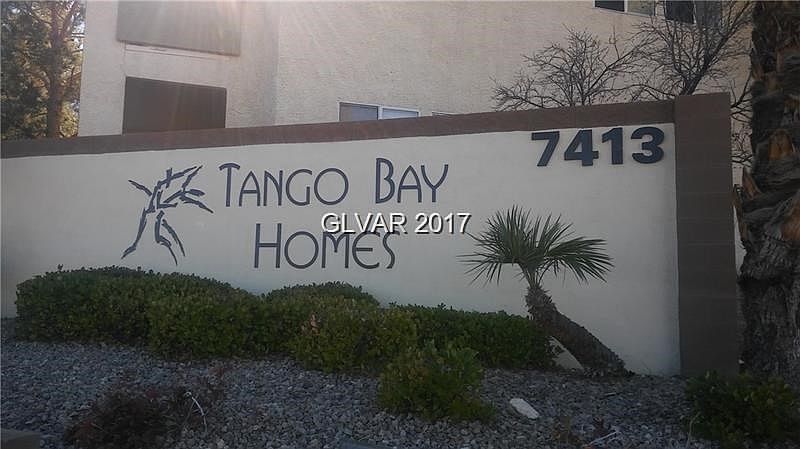 TANGO BAY
HOMES
7413
GLVAR 2017